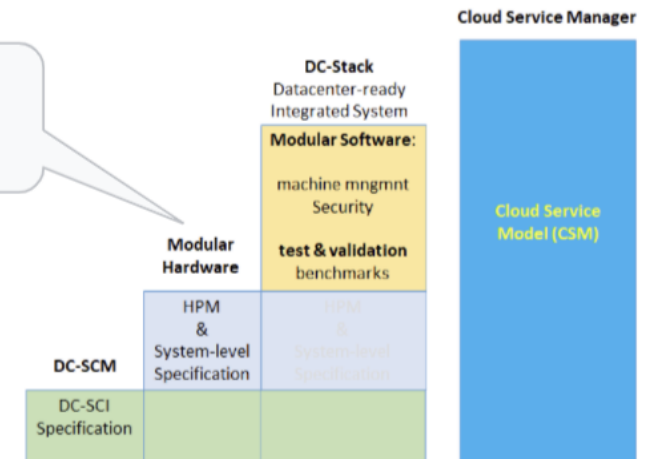 Cloud Service Manager
DC-Stack
Datacenter-ready
Integrated System
Modular Software:
machine mngmnt
Security
test & validation
benchmarks
Cloud Service
Model (CSM)
Modular
Hardware
HPM
&
System-level
Specification
HPM
&
System-level
Specification
DC-SCM
DC-SCI
Specification